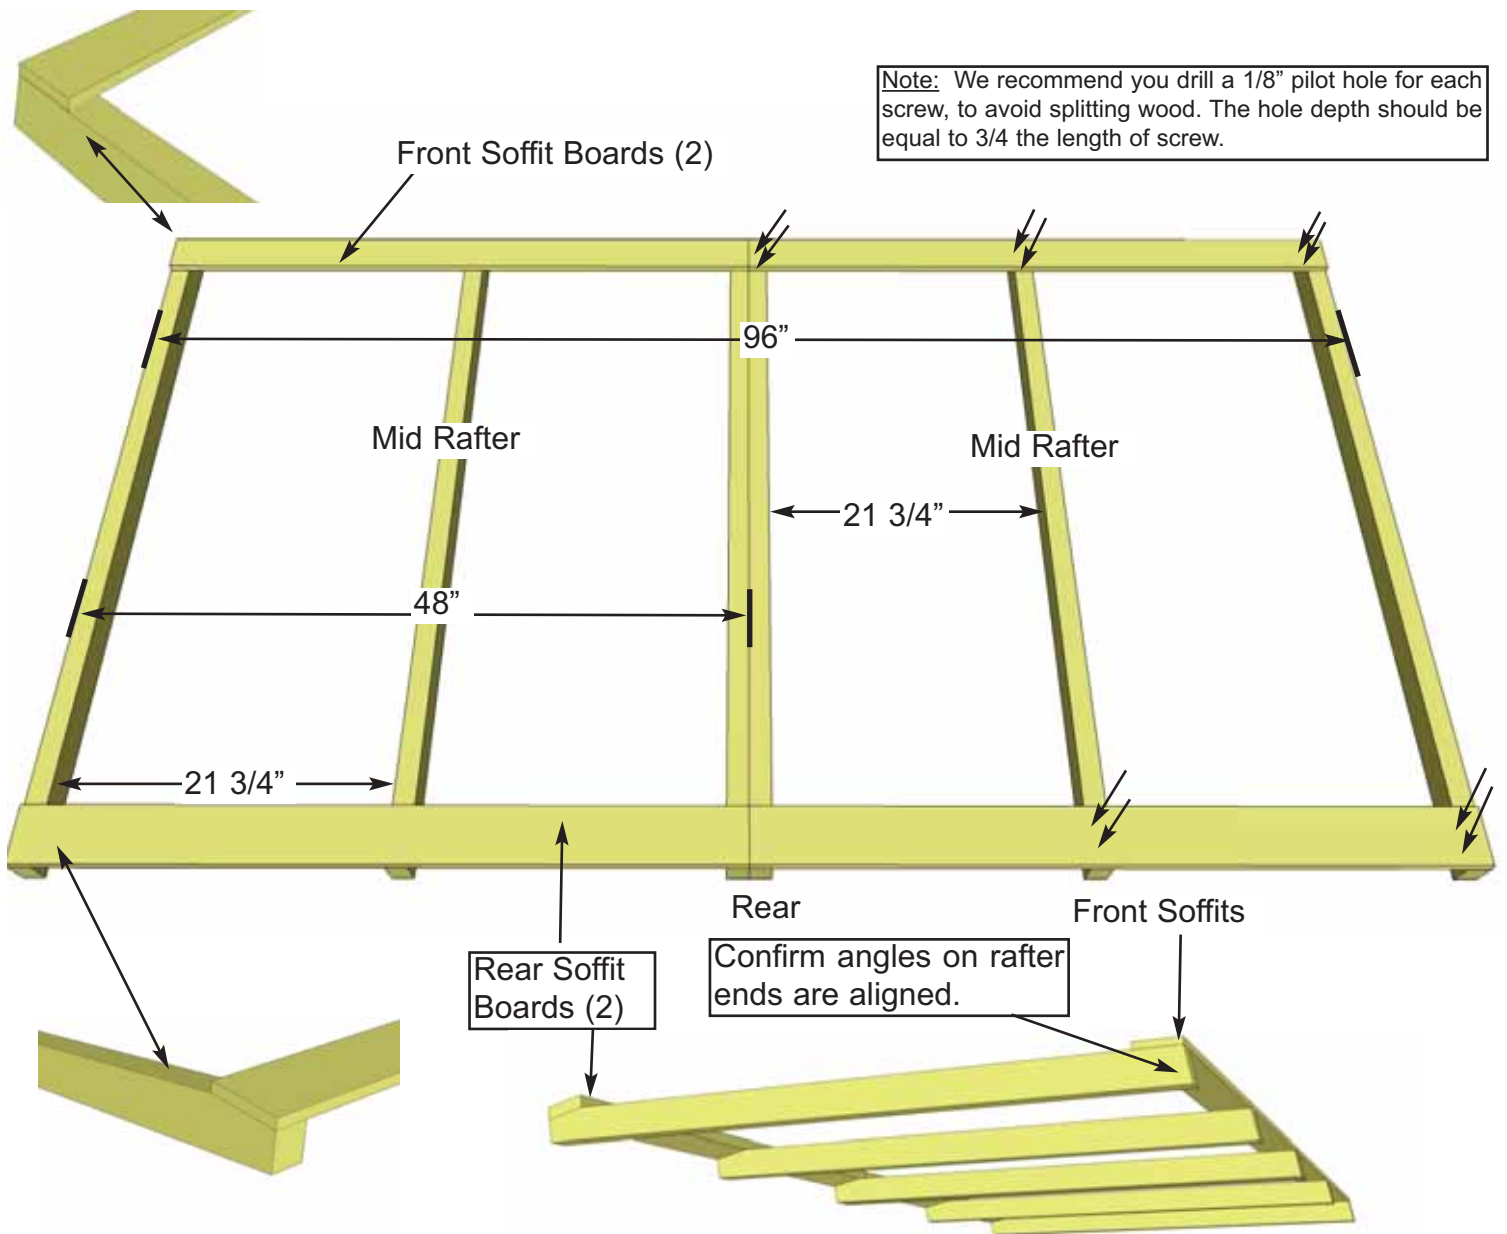 Note: We recommend you drill a 1/8” pilot hole for each
screw, to avoid splitting wood. The hole depth should be
equal to 3/4 the length of screw.
Front Soffit Boards (2)
96”
Mid Rafter
Mid Rafter
21 3/4”
48”
21 3/4”
Rear
Front Soffits
Rear Soffit
Boards (2)
Confirm angles on rafter
ends are aligned.